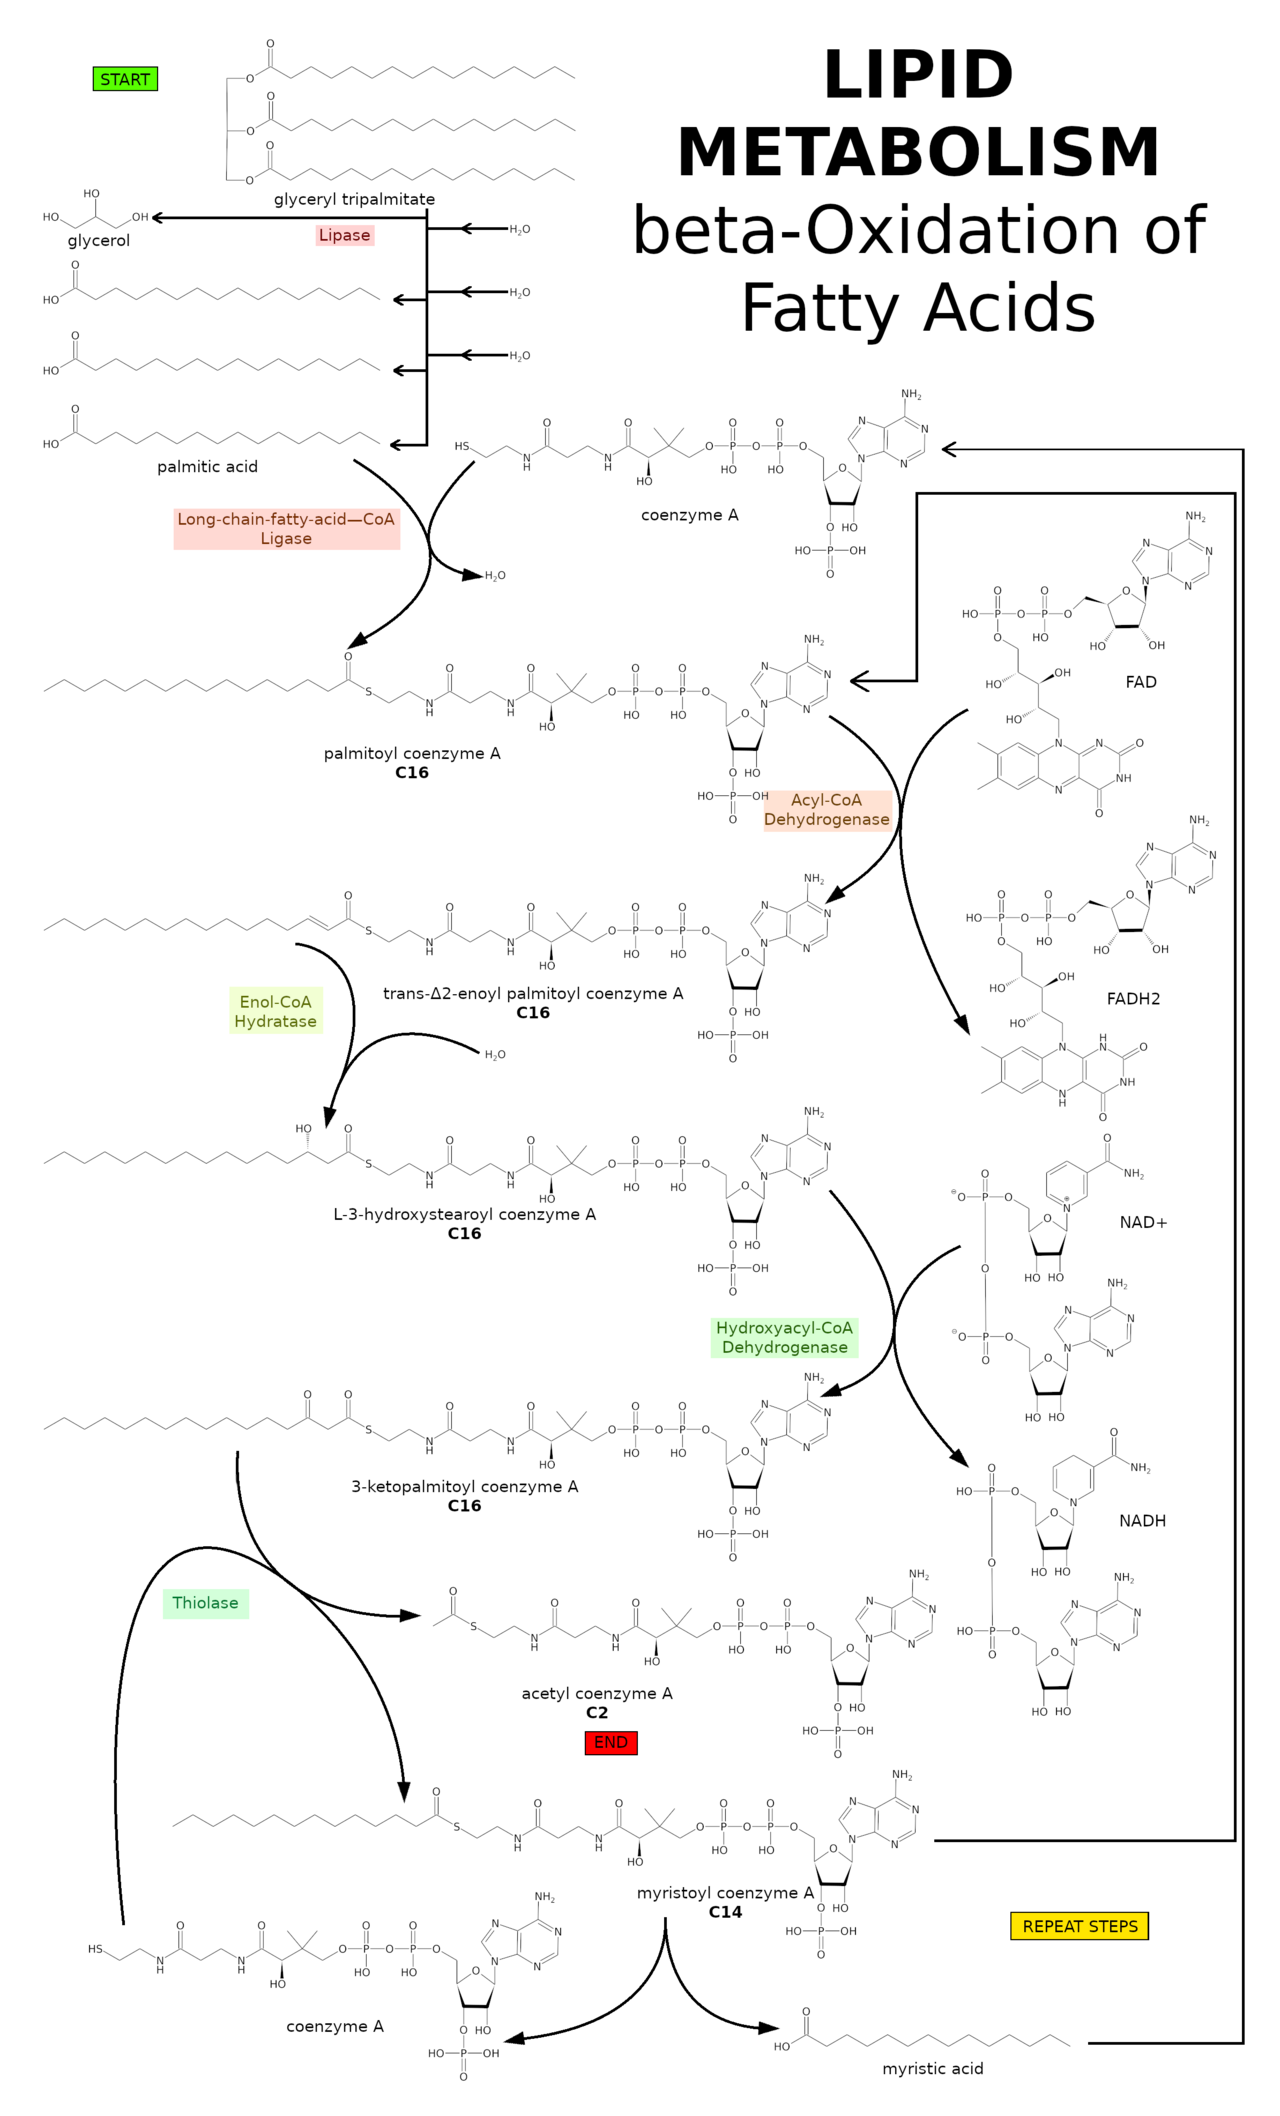 START
LIPID
METABOLISM
beta-Oxidation of
Fatty Acids
glyceryl tripalmitate
glycerol
Lipase
H2O
H2O
H2O
palmitic acid
coenzyme A
Long-chain-fatty-acid—CoA
Ligase
H2O
FAD
palmitoyl coenzyme A
C16
Acyl-CoA
Dehydrogenase
trans-Δ2-enoyl palmitoyl coenzyme A
C16
FADH2
Enol-CoA
Hydratase
H2O
L-3-hydroxystearoyl coenzyme A
C16
NAD+
Hydroxyacyl-CoA
Dehydrogenase
3-ketopalmitoyl coenzyme A
C16
NADH
Thiolase
acetyl coenzyme A
C2
END
myristoyl coenzyme A
C14
REPEAT STEPS
coenzyme A
myristic acid